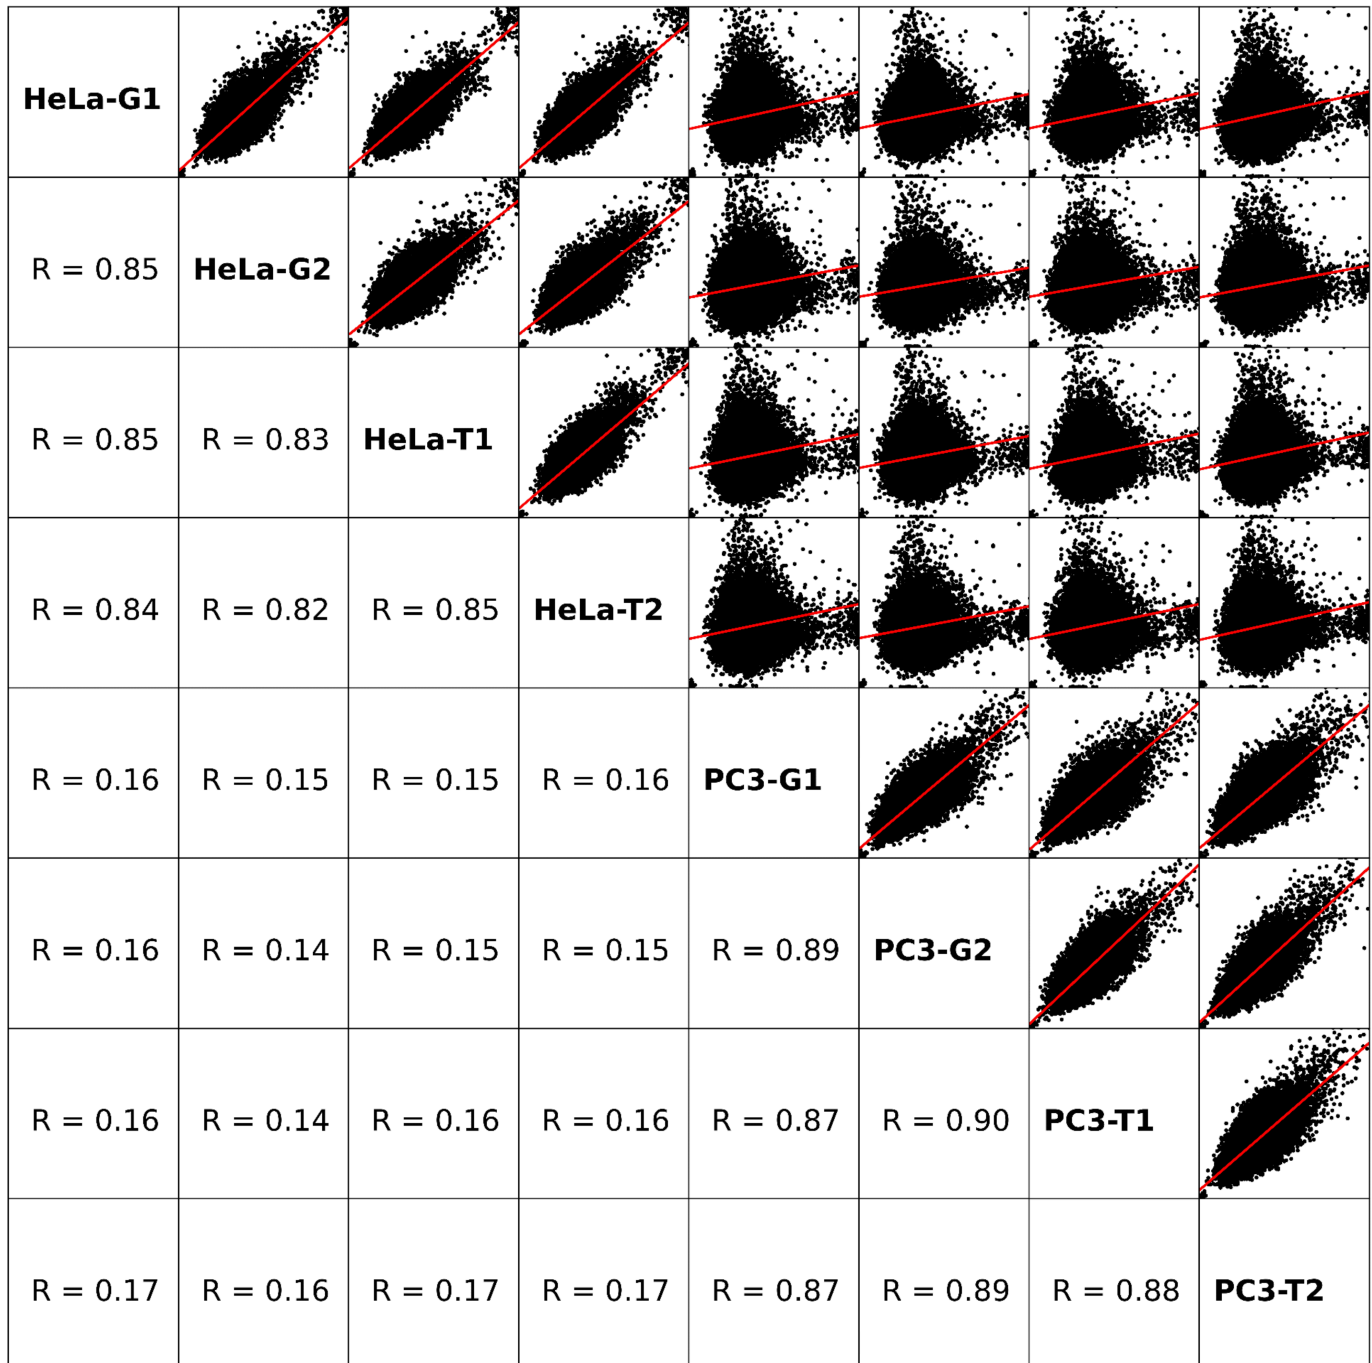 HeLa-G1
R = 0.85 HeLa-G2
R = 0.85 R = 0.83 HeLa-T1
R = 0.84 R = 0.82 R = 0.85 HeLa-T2
R = 0.16 R = 0.15 R = 0.15 R = 0.16 PC3-G1
R = 0.16 R = 0.14 R = 0.15 R = 0.15 R = 0.89 PC3-G2
R = 0.16 R = 0.14 R = 0.16 R = 0.16 R = 0.87 R = 0.90 PC3-T1
R = 0.17 R = 0.16 R = 0.17 R = 0.17 R = 0.87 R = 0.89 R = 0.88 PC3-T2